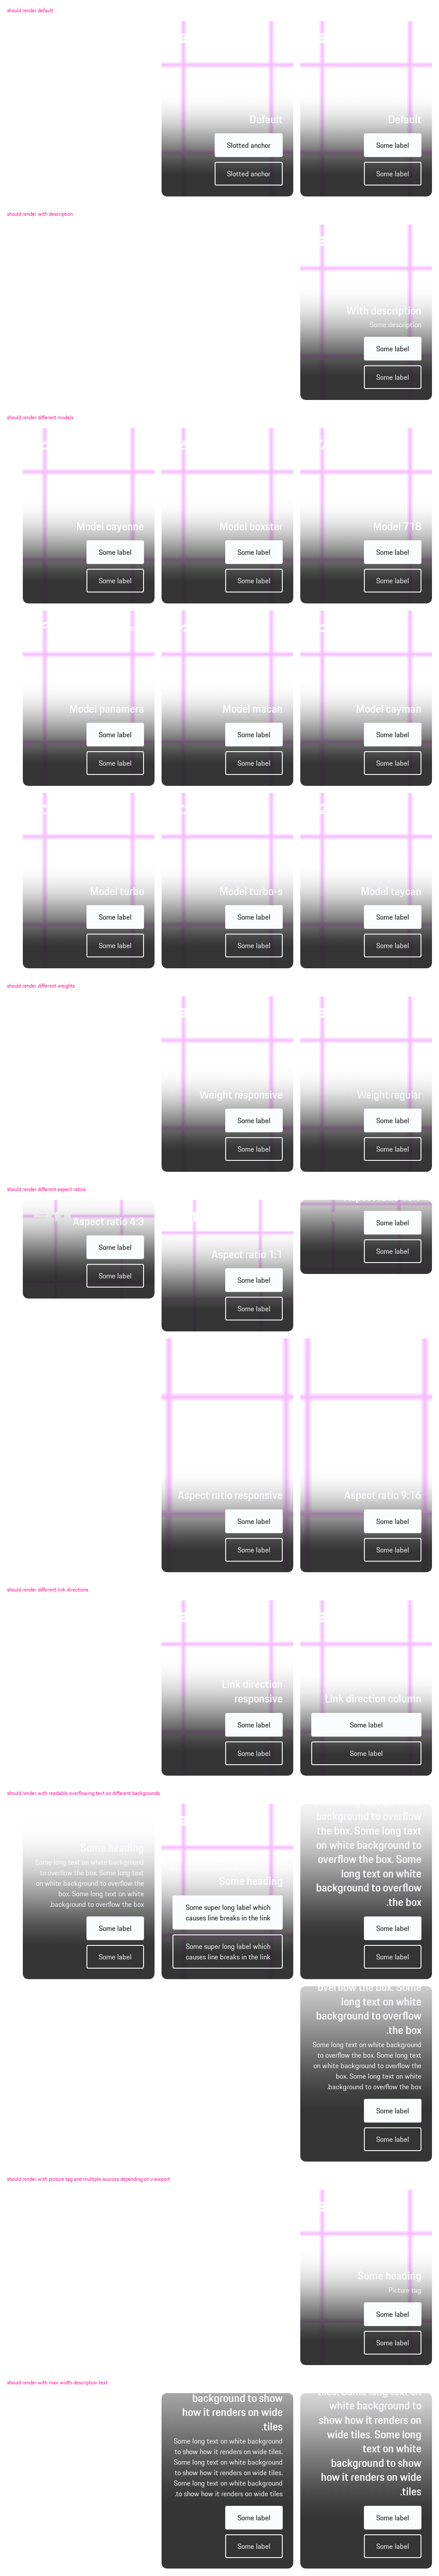 should render default
Default
Some label
Some label
Default
Slotted anchor
Slotted anchor
should render with description
With description
Some description
Some label
Some label
should render different models
Model 718
Some label
Some label
Model boxster
Some label
Some label
Model cayenne
Some label
Some label
Model cayman
Some label
Some label
Model macan
Some label
Some label
Model panamera
Some label
Some label
Model taycan
Some label
Some label
Model turbo-s
Some label
Some label
Model turbo
Some label
Some label
should render different weights
Weight regular
Some label
Some label
Weight responsive
Some label
Some label
should render different aspect ratios
Some label
Some label
Aspect ratio 1:1
Some label
Some label
Aspect ratio 4:3
Some label
Some label
Aspect ratio 9:16
Some label
Some label
Aspect ratio responsive
Some label
Some label
should render different link directions
Link direction column
Some label
Some label
Link direction
responsive
Some label
Some label
should render with readable overflowing text on different backgrounds
background to overflow
the box. Some long text
on white background to
overflow the box. Some
long text on white
background to overflow
.the box
Some label
Some label
Some heading
Some super long label which
causes line breaks in the link
Some super long label which
causes line breaks in the link
Some heading
Some long text on white background
to overflow the box. Some long text
on white background to overflow the
box. Some long text on white
.background to overflow the box
Some label
Some label
overflow the box. Some
long text on white
background to overflow
.the box
Some long text on white background
to overflow the box. Some long text
on white background to overflow the
box. Some long text on white
.background to overflow the box
Some label
Some label
should render with picture tag and multiple sources depending on viewport
Some heading
Picture tag
Some label
Some label
should render with max width description text
tiles. Some long text on
white background to
show how it renders on
wide tiles. Some long
text on white
background to show
how it renders on wide
.tiles
Some label
Some label
background to show
how it renders on wide
.tiles
Some long text on white background
to show how it renders on wide tiles.
Some long text on white background
to show how it renders on wide tiles.
Some long text on white background
.to show how it renders on wide tiles
Some label
Some label